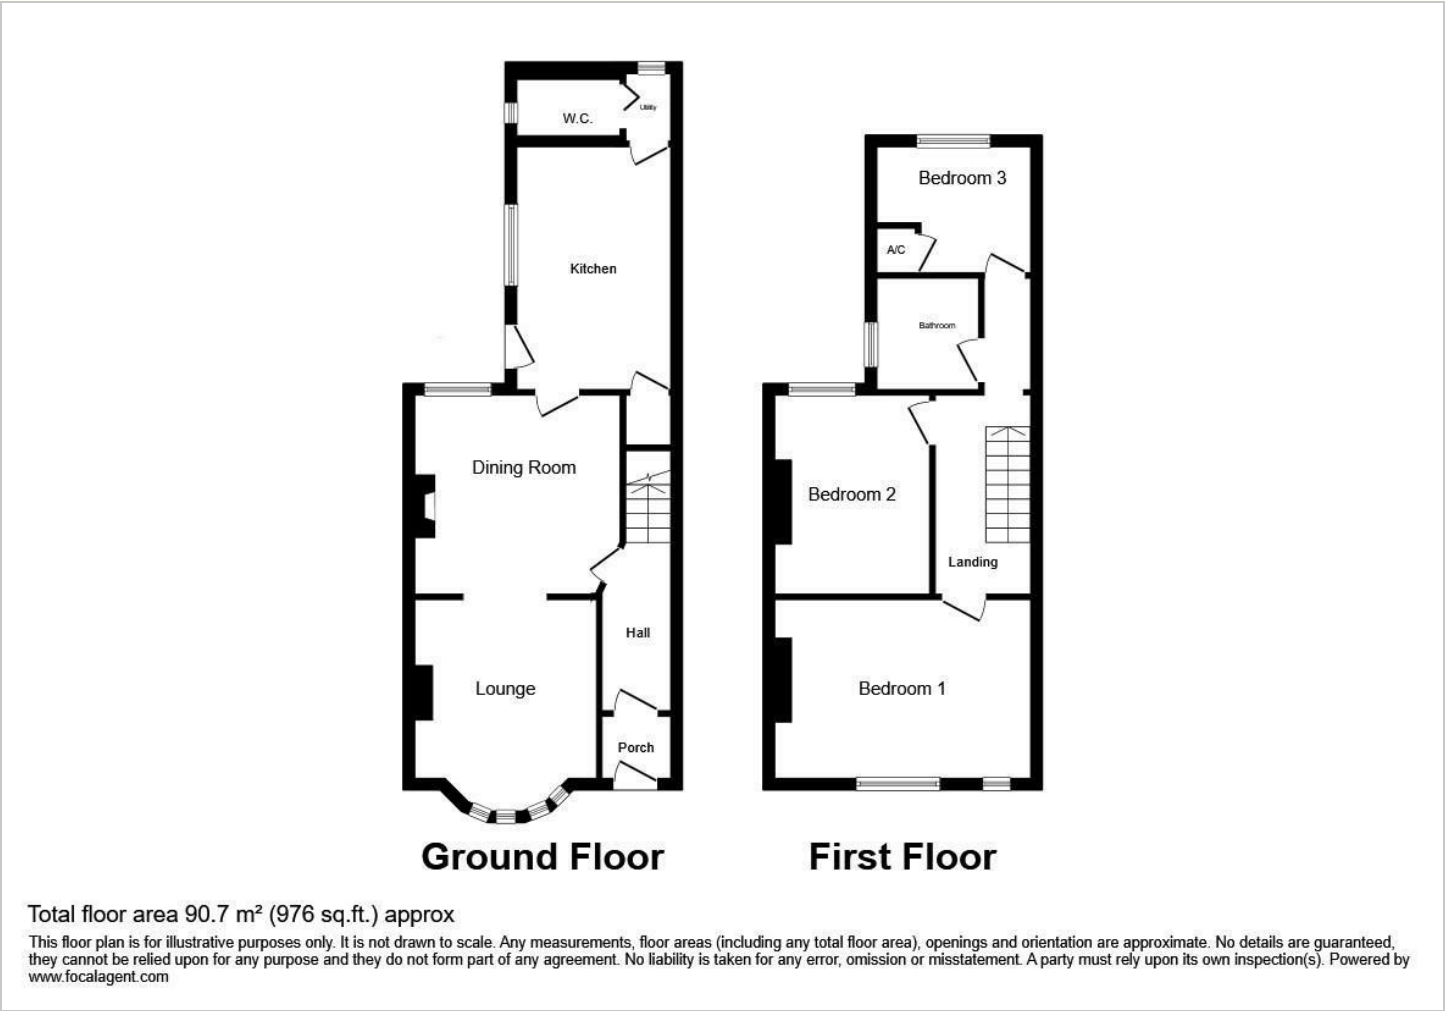 W.C.
Utility
Kitchen
Dining Room
Hall
Lounge
Porch
Ground Floor
Bedroom 3
A/C
Bathroom
Bedroom 2
Landing
Bedroom 1
First Floor
Total floor area 90.7 m² (976 sq.ft.) approx
This floor plan is for illustrative purposes only. It is not drawn to scale. Any measurements, floor areas (including any total floor area), openings and orientation are approximate. No details are guaranteed,
they cannot be relied upon for any purpose and they do not form part of any agreement. No liability is taken for any error, omission or misstatement. A party must rely upon its own inspection(s). Powered by
www.focalagent.com